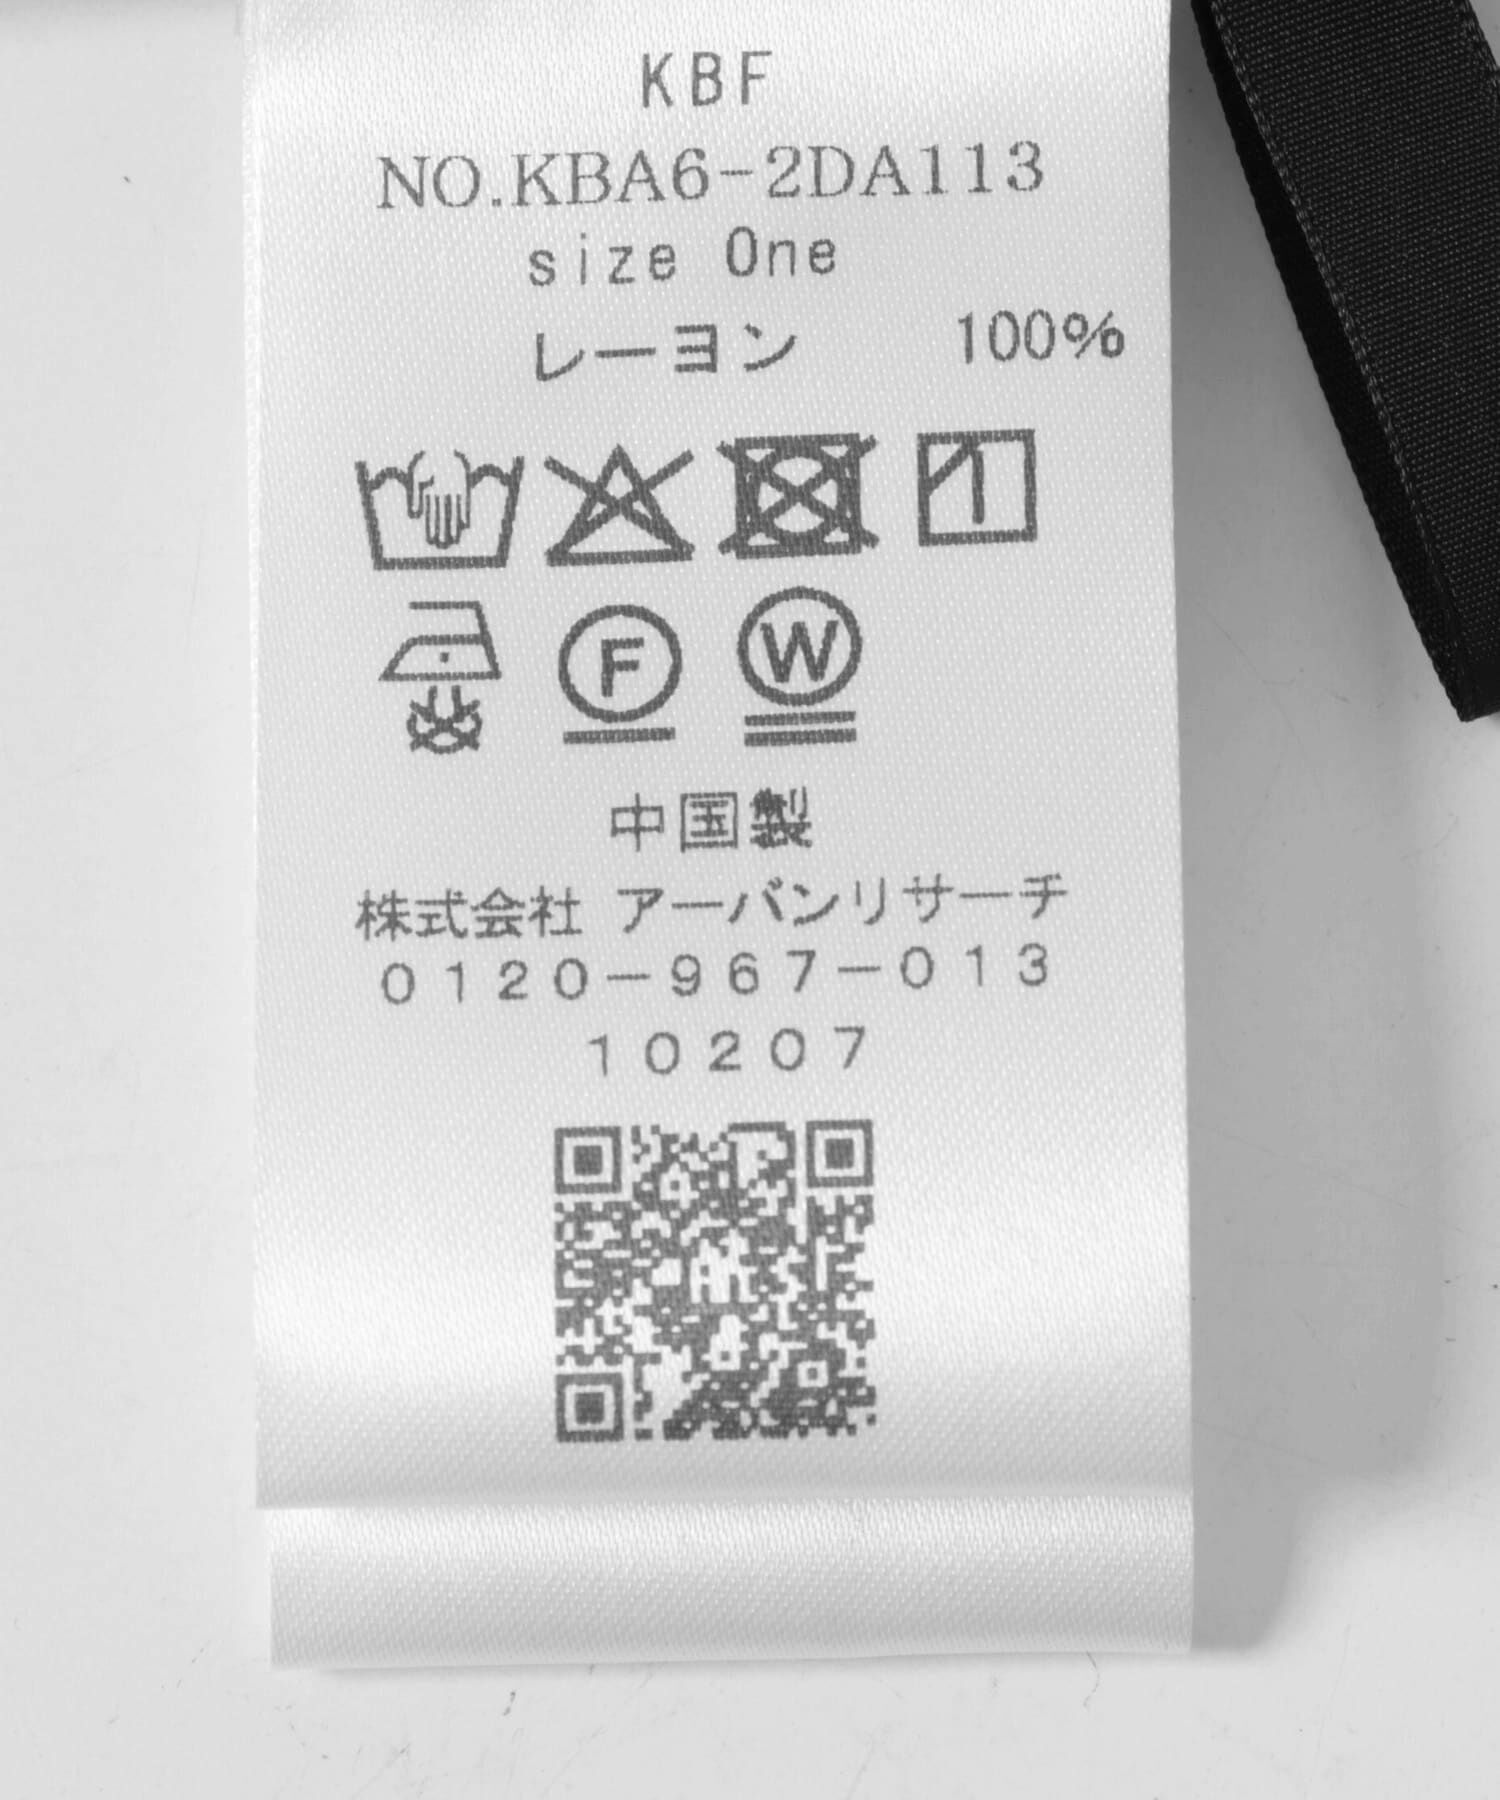 KBF
NO.KBA6-2DA113
size One
レーヨン 100%
F W
中国製
株式会社 アーバンリサーチ
0120-967-013
10207